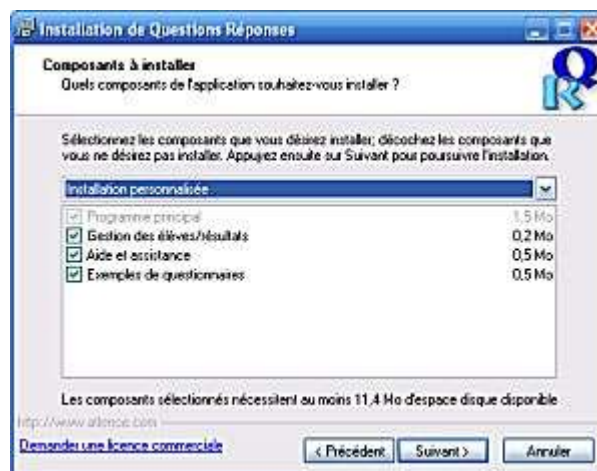 Installation de Questions Réponses
Composants à installer
Quels composants de l'application souhaitez-vous installer ?
QR
Sélectionnez les composants que vous désirez installer; décochez les composants que
vous ne désirez pas installer. Appuyez ensuite sur Suivant pour poursuivre l'installation.
Installation personnalisée
Programme principal 1,5 Mo
Gestion des élèves/résultats 0,2 Mo
Aide et assistance 0,5 Mo
Exemples de questionnaires 0,5 Mo
Les composants sélectionnés nécessitent au moins 11,4 Mo d'espace disque disponible
Demander une licence commerciale
< Précédent Suivant > Annuler